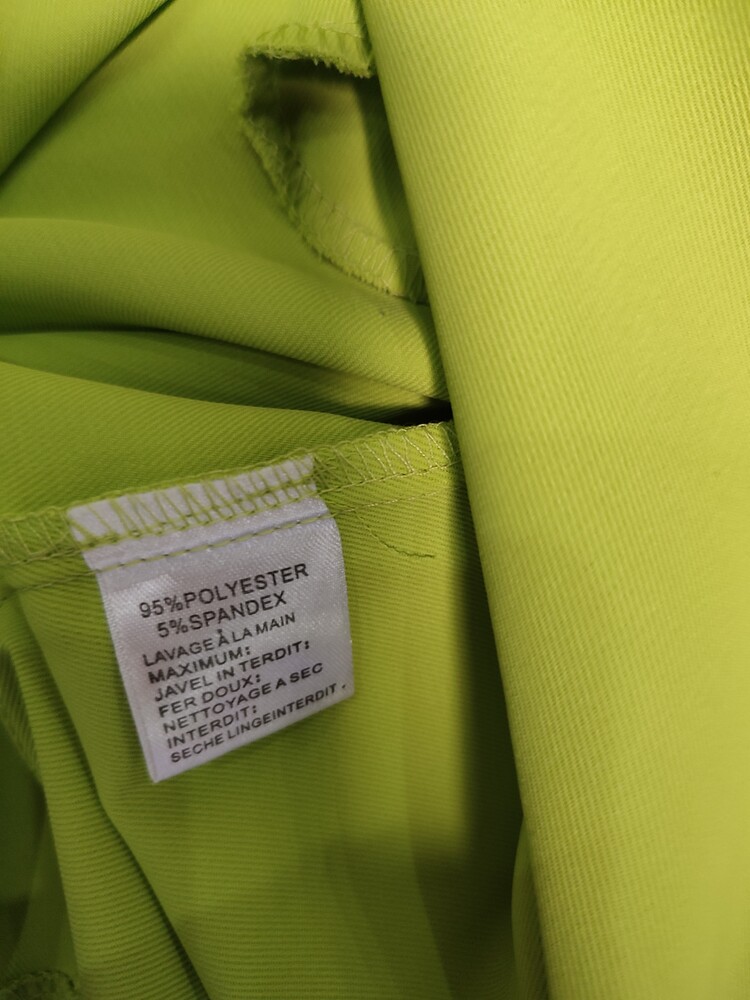 95%POLYESTER
5%SPANDEX
LAVAGE À LA MAIN
MAXIMUM:
JAVEL IN TERDIT:
FER DOUX:
NETTOYAGE A SEC
INTERDIT:
SECHE LINGEINTERDIT.